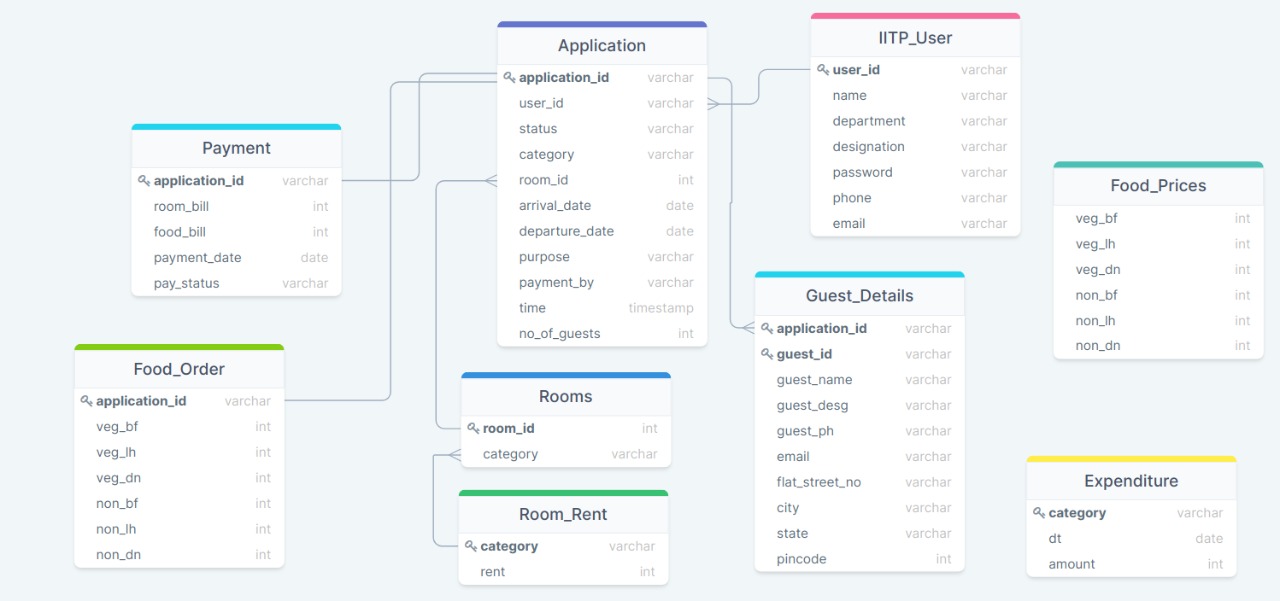 Application
application_id varchar
user_id varchar
status varchar
category varchar
room_id int
arrival_date date
departure_date date
purpose varchar
payment_by varchar
time timestamp
no_of_guests int
IITP_User
user_id varchar
name varchar
department varchar
designation varchar
password varchar
phone varchar
email varchar
Payment
application_id varchar
room_bill int
food_bill int
payment_date date
pay_status varchar
Food_Prices
veg_bf int
veg_lh int
veg_dn int
non_bf int
non_lh int
non_dn int
Guest_Details
application_id varchar
guest_id varchar
guest_name varchar
guest_desg varchar
guest_ph varchar
email varchar
flat_street_no varchar
city varchar
state varchar
pincode int
Food_Order
application_id varchar
veg_bf int
veg_lh int
veg_dn int
non_bf int
non_lh int
non_dn int
Rooms
room_id int
category varchar
Room_Rent
category varchar
rent int
Expenditure
category varchar
dt date
amount int